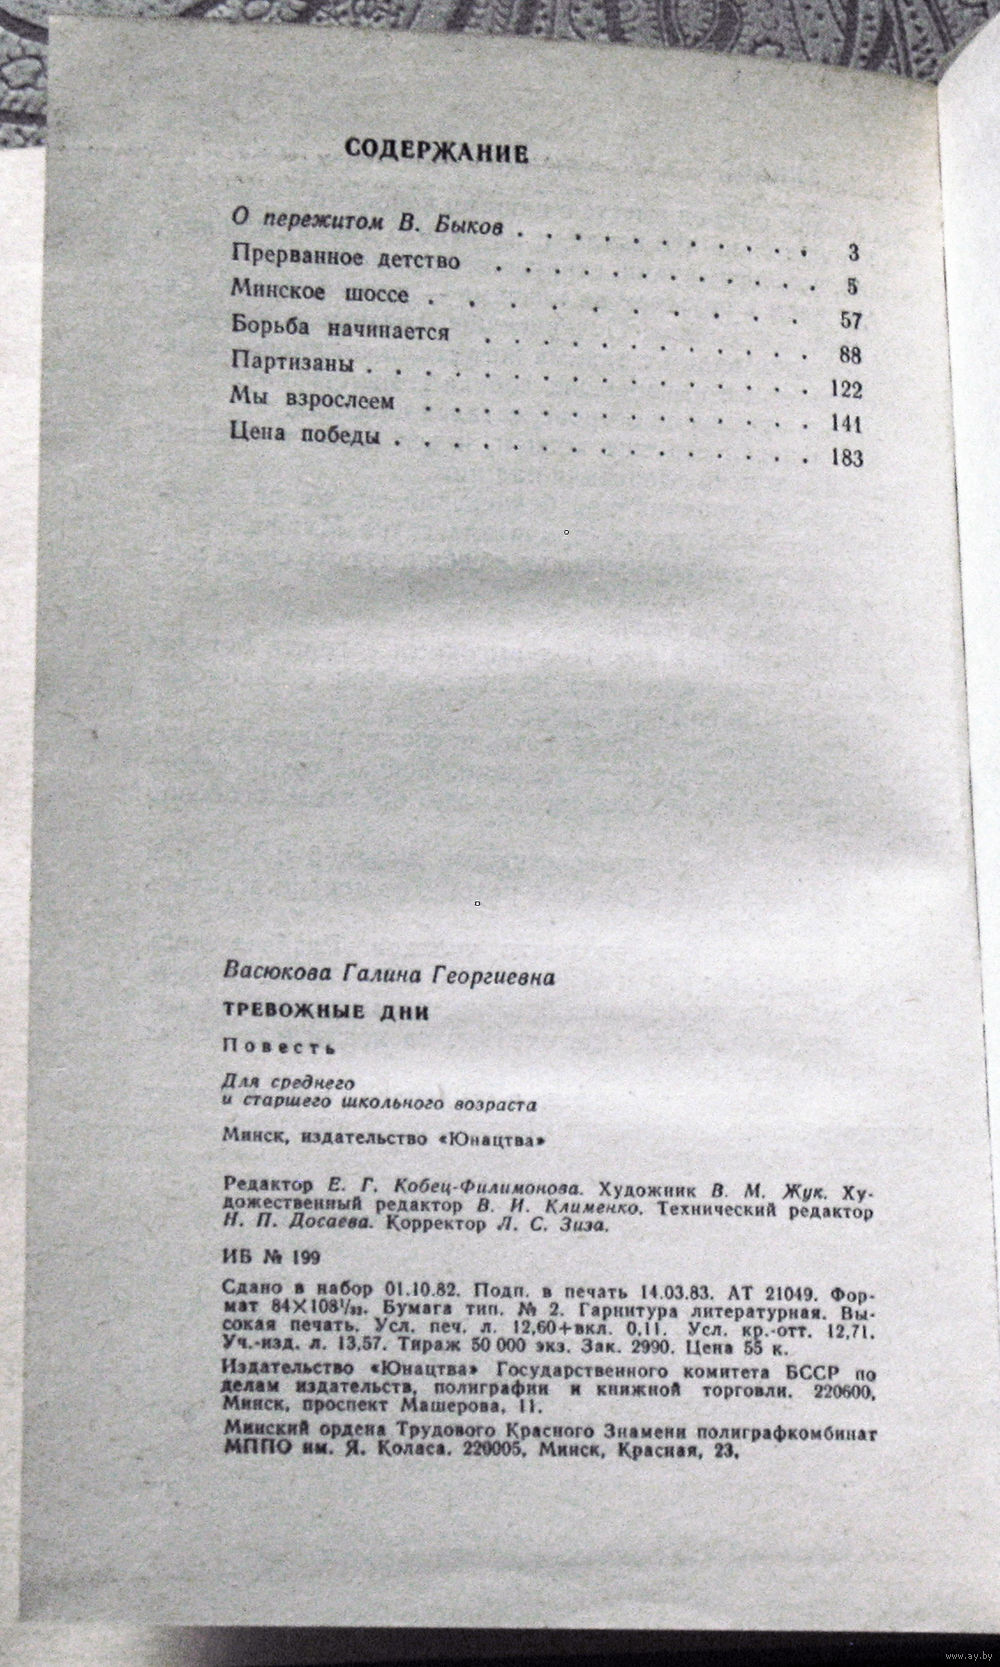 СОДЕРЖАНИЕ
О пережитом В. Быков . . . . . . . . . . . 3
Прерванное детство . . . . . . . . . . . . 5
Минское шоссе . . . . . . . . . . 57
Борьба начинается . . . . . . . . . . . . 88
Партизаны . . . . . . . . . . . . . . . . 122
Мы взрослеем . . . . . . . . . . . . . . 141
Цена победы . . . . . . . . . . . . . . . 183
Васюкова Галина Георгиевна
ТРЕВОЖНЫЕ ДНИ
Повесть
Для среднего
и старшего школьного возраста
Минск, издательство «Юнацтва»
Редактор Е. Г. Кобец-Филимонова. Художник В. М. Жук. Ху-
дожественный редактор В. И. Клименко. Технический редактор
Н. П. Досаева. Корректор Л. С. Зиза.
ИБ № 199
Сдано в набор 01.10.82. Подп. в печать 14.03.83. АТ 21049. Фор-
мат 84×108¹/₃₂. Бумага тип. № 2. Гарнитура литературная. Вы-
сокая печать. Усл. печ. л. 12,60+вкл. 0,11. Усл. кр.-отт. 12,71.
Уч.-изд. л. 13,57. Тираж 50 000 экз. Зак. 2990. Цена 55 к.
Издательство «Юнацтва» Государственного комитета БССР по
делам издательств, полиграфии и книжной торговли. 220600,
Минск, проспект Машерова, 11.
Минский ордена Трудового Красного Знамени полиграфкомбинат
МППО им. Я. Коласа. 220005, Минск, Красная, 23.
www.ay.by